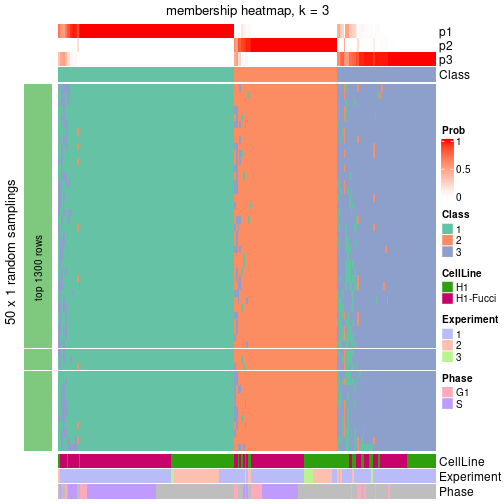 membership heatmap, k = 3
p1
p2
p3
Class
50 x 1 random samplings
top 1300 rows
Prob
1
0.5
0
Class
1
2
3
CellLine
H1
H1-Fucci
Experiment
1
2
3
Phase
G1
S
CellLine
Experiment
Phase